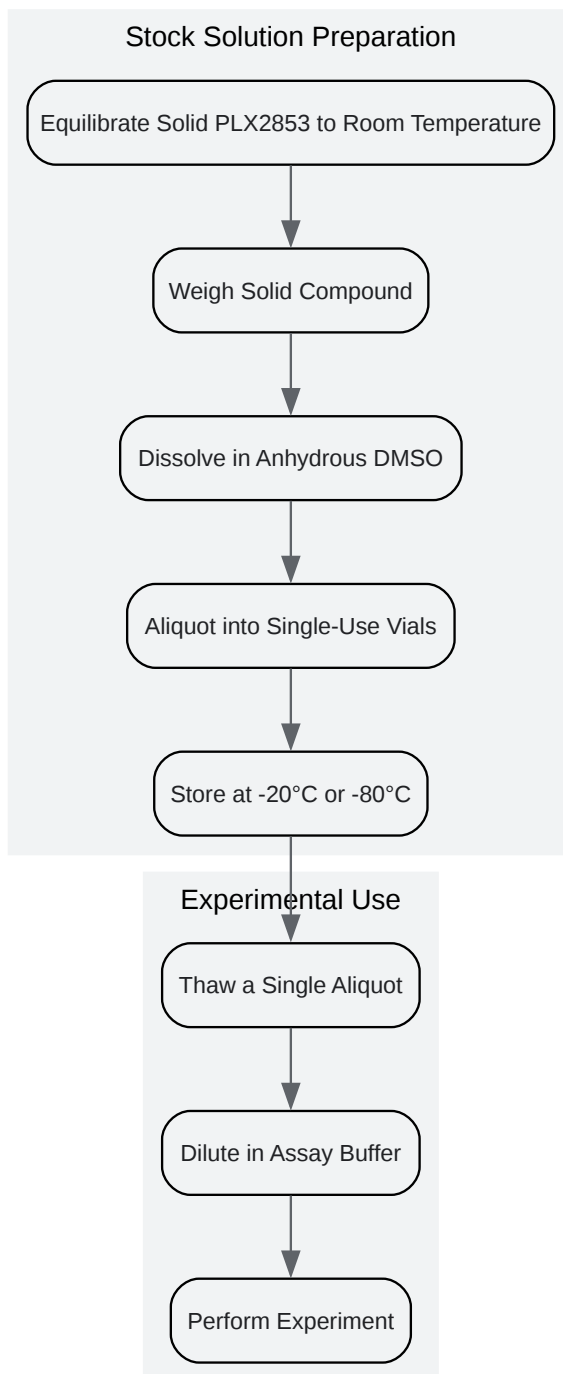 Stock Solution Preparation
Equilibrate Solid PLX2853 to Room Temperature
Weigh Solid Compound
Dissolve in Anhydrous DMSO
Aliquot into Single-Use Vials
Store at -20°C or -80°C
Experimental Use
Thaw a Single Aliquot
Dilute in Assay Buffer
Perform Experiment